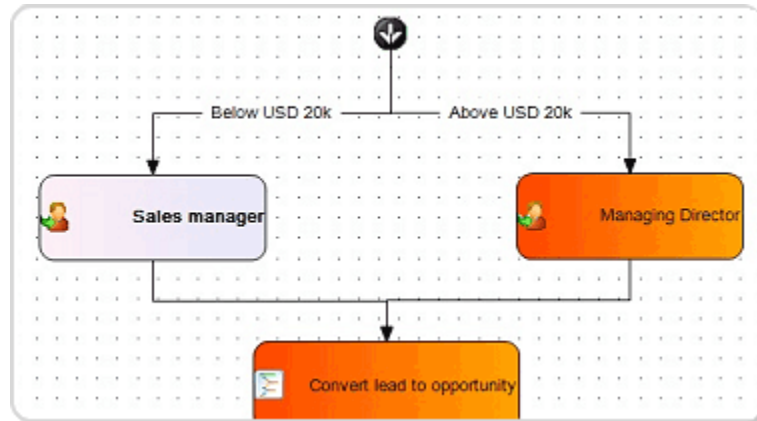 Below USD 20k
Above USD 20k
Sales manager
Managing Director
Convert lead to opportunity